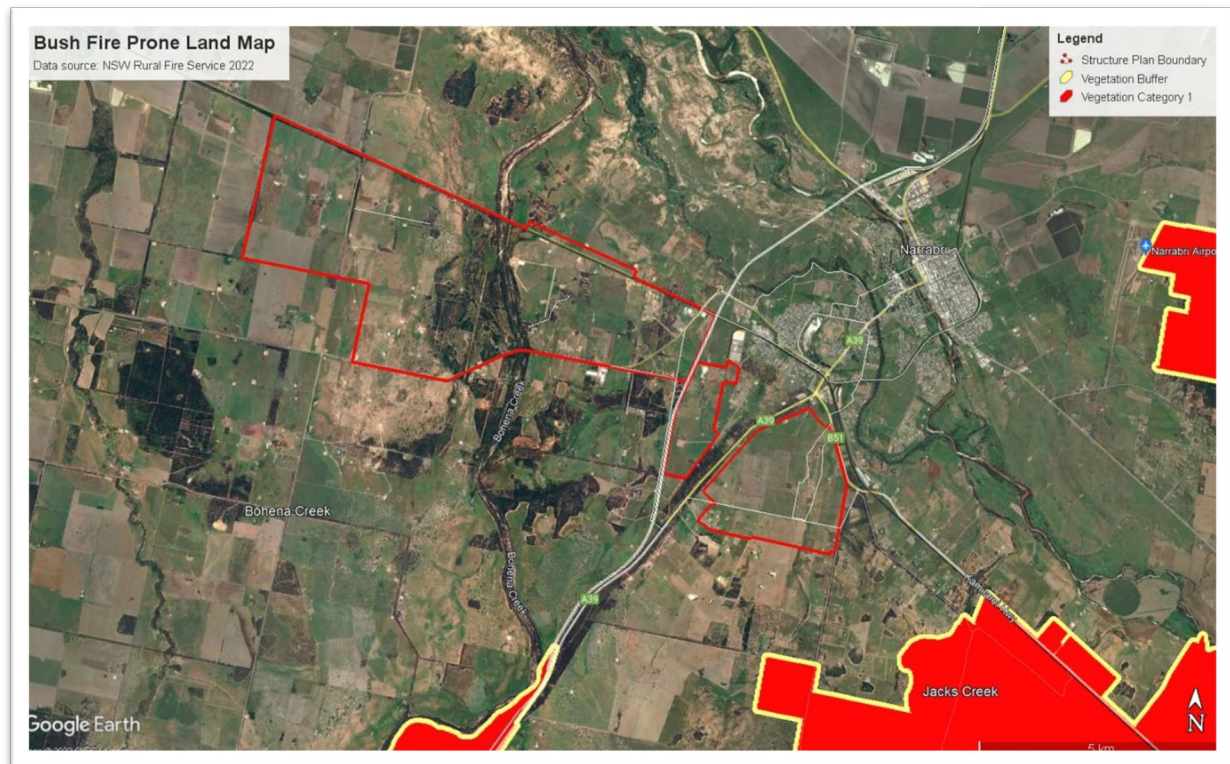 Bush Fire Prone Land Map
Data source: NSW Rural Fire Service 2022
Legend
Structure Plan Boundary
Vegetation Buffer
Vegetation Category 1
Narrabri
Narrabri Airpo
A39
A39
B51
Bohena Creek
Bohena Creek
Bohena Creek
A39
Kamilaroi Hwy
Jacks Creek
N
Google Earth
5 km